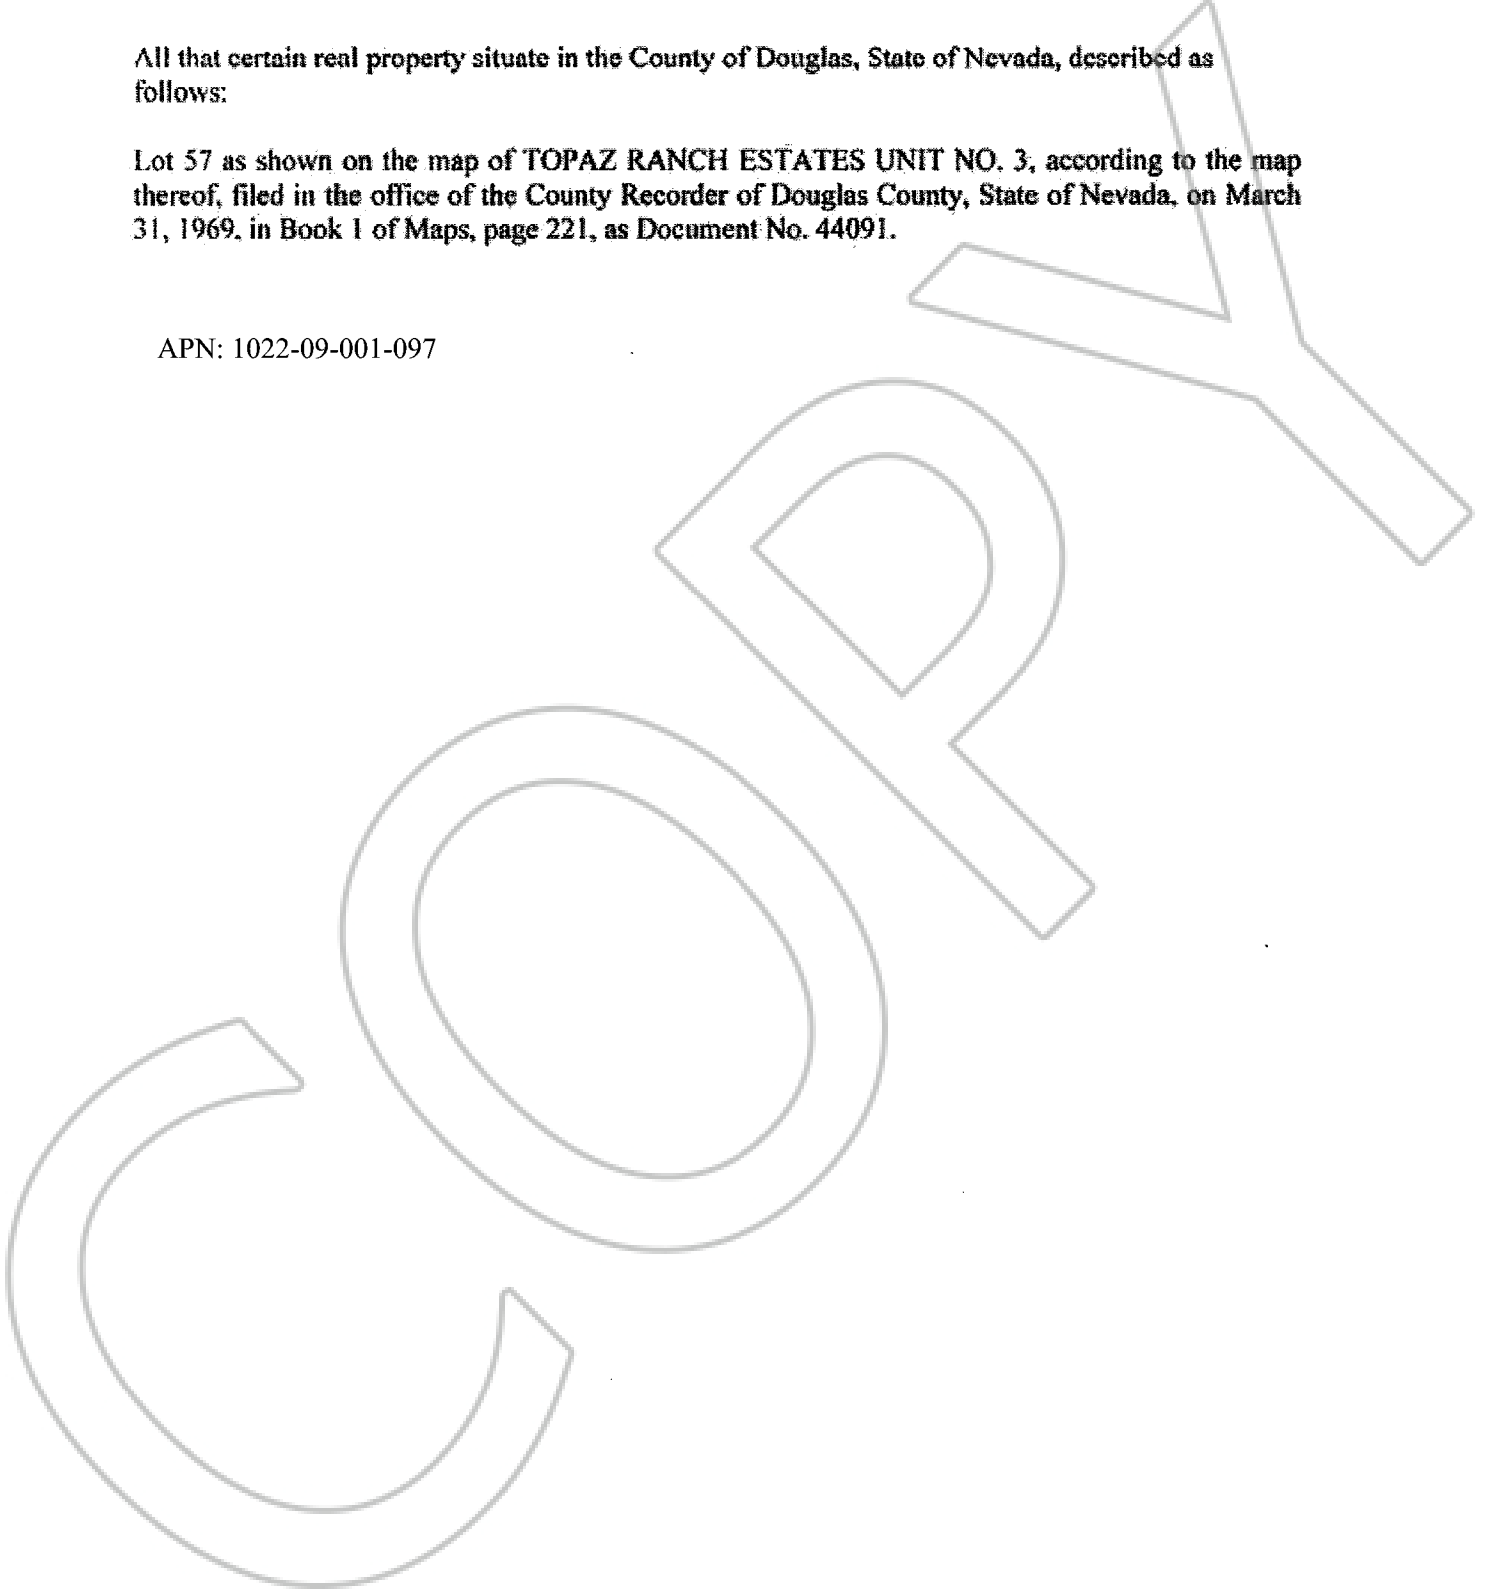 All that certain real property situate in the County of Douglas, State of Nevada, described as
follows:
Lot 57 as shown on the map of TOPAZ RANCH ESTATES UNIT NO. 3, according to the map
thereof, filed in the office of the County Recorder of Douglas County, State of Nevada, on March
31, 1969, in Book 1 of Maps, page 221, as Document No. 44091.
APN: 1022-09-001-097
COPY